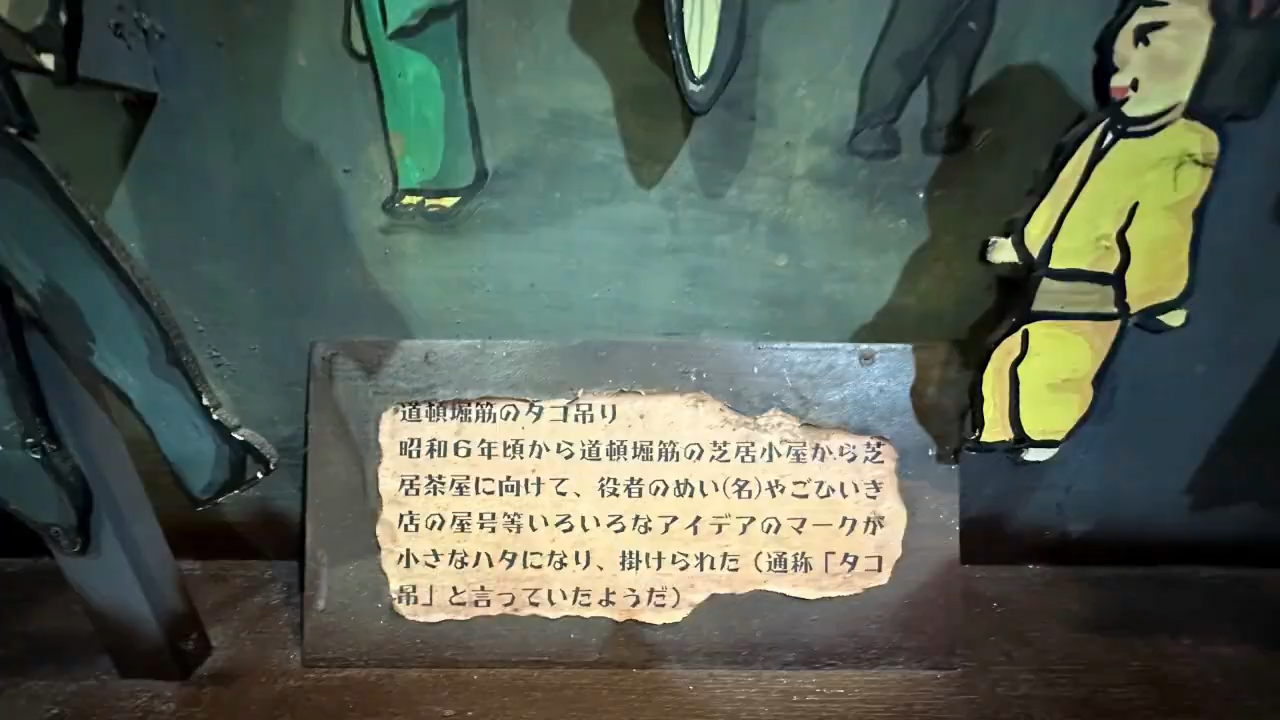 道頓堀筋のタコ吊り
昭和6年頃から道頓堀筋の芝居小屋から芝
居茶屋に向けて、役者のめい(名)やごひいき
店の屋号等いろいろなアイデアのマークが
小さなハタになり、掛けられた（通称「タコ
吊」と言っていたようだ）